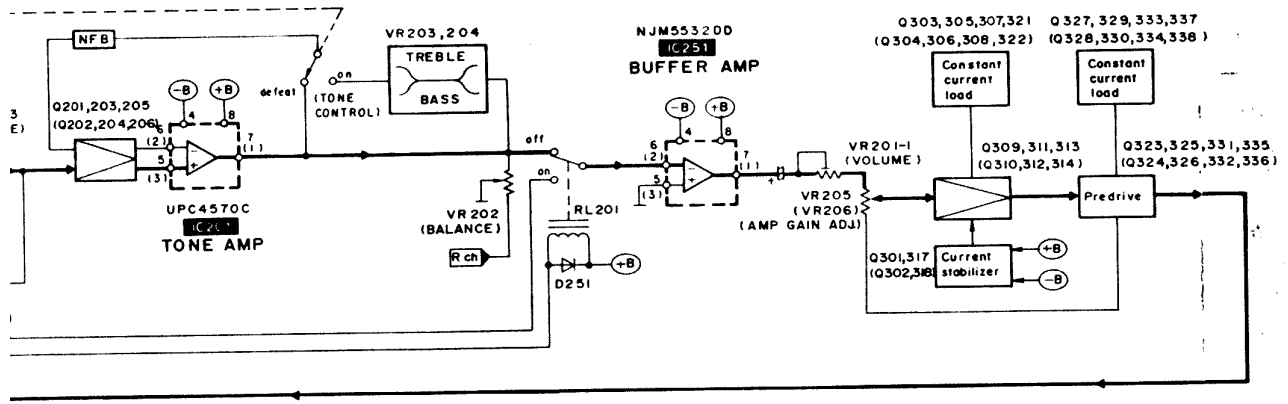 NFB
Q201,203,205
(Q202,204,206)
3
E)
-B
+B
4
8
6
(2)
5
(3)
7
(1)
-
+
UPC4570C
TONE AMP
defeat
on
(TONE
CONTROL)
VR203,204
TREBLE
BASS
VR202
(BALANCE)
R ch
off
on
RL201
D251
+B
NJM5532DD
IC251
BUFFER AMP
-B
+B
4
8
6
(2)
5
(3)
7
(1)
-
+
+
VR201-1
(VOLUME)
VR205
(VR206)
(AMP GAIN ADJ)
Q303,305,307,321
(Q304,306,308,322)
Constant
current
load
Q309,311,313
(Q310,312,314)
Q301,317
(Q302,318)
Current
stabilizer
+B
-B
Q327,329,333,337
(Q328,330,334,338)
Constant
current
load
Q323,325,331,335
(Q324,326,332,336)
Predrive
)